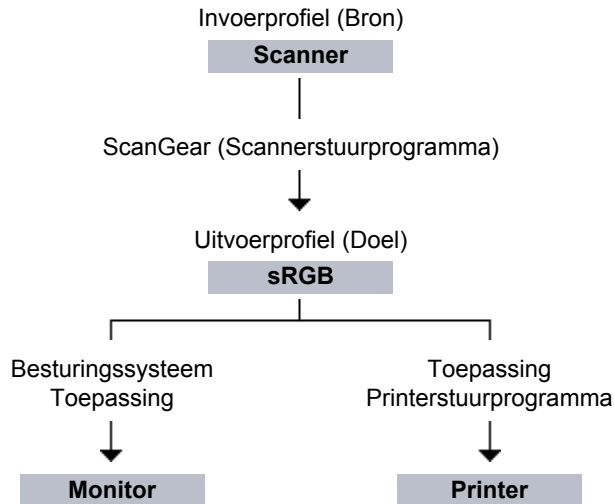 Invoerprofiel (Bron)
Scanner
ScanGear (Scannerstuurprogramma)
Uitvoerprofiel (Doel)
sRGB
Besturingssysteem
Toepassing
Toepassing
Printerstuurprogramma
Monitor
Printer